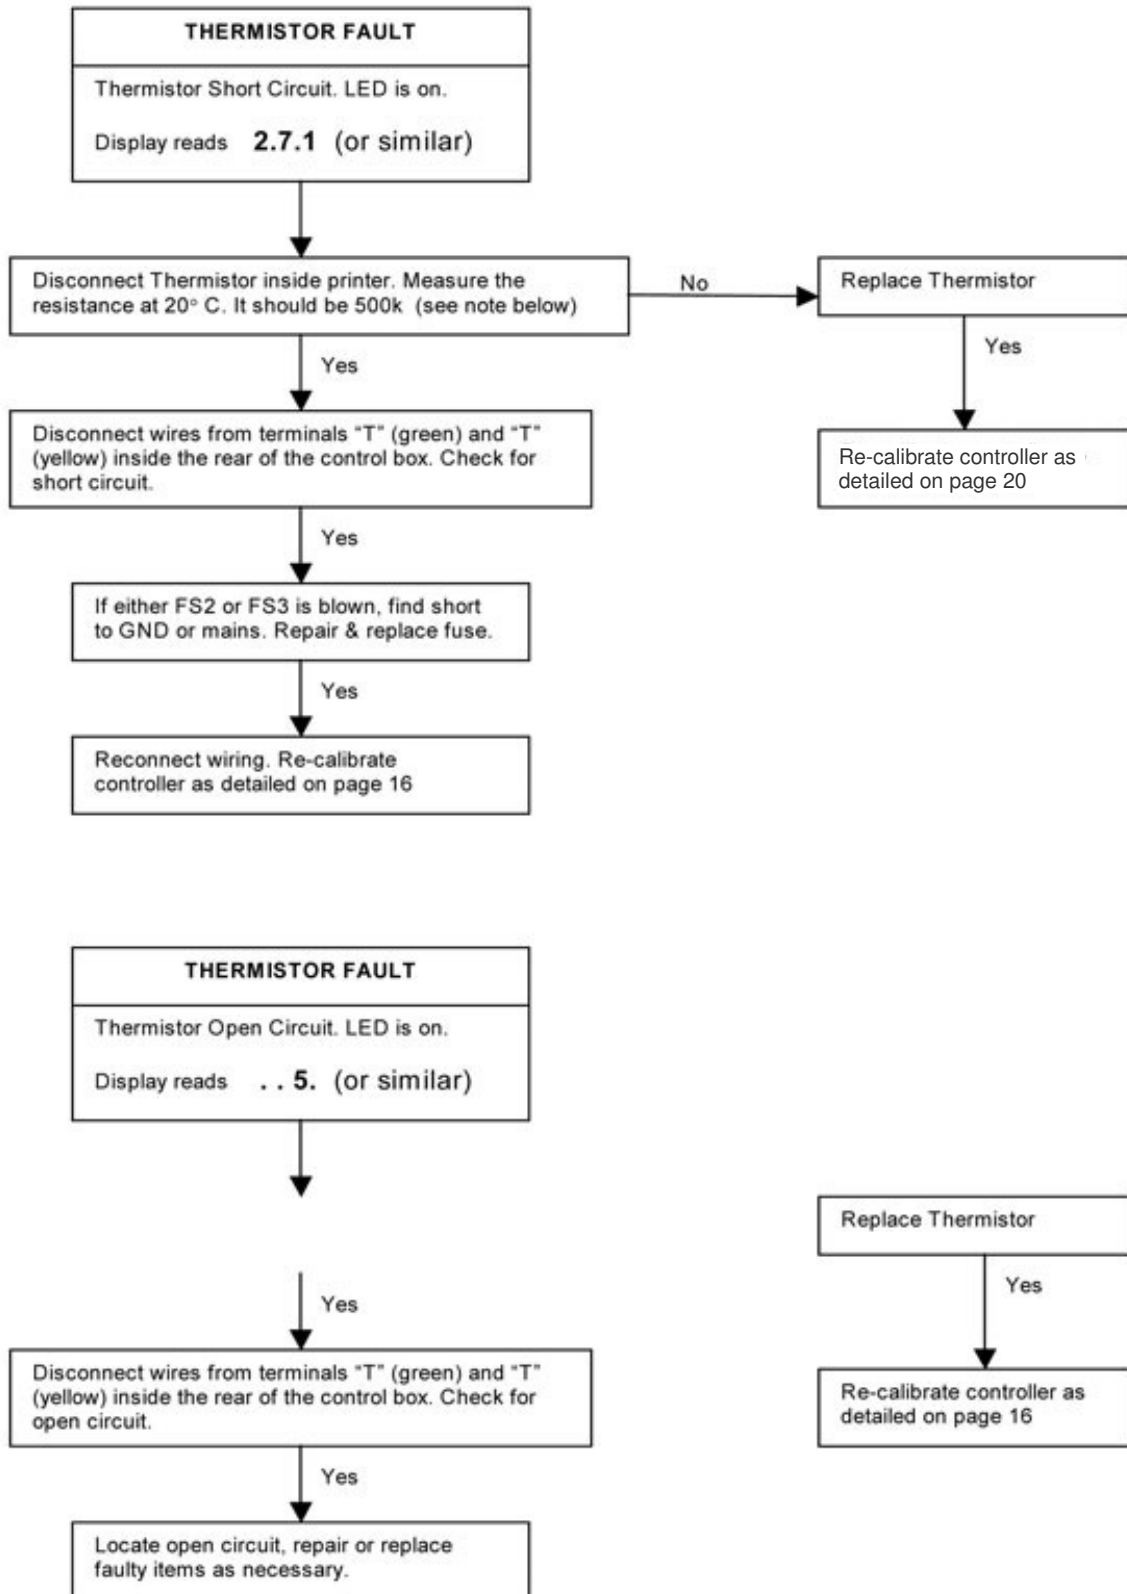 THERMISTOR FAULT
Thermistor Short Circuit. LED is on.
Display reads 2.7.1 (or similar)
Disconnect Thermistor inside printer. Measure the
resistance at 20° C. It should be 500k (see note below)
No
Replace Thermistor
Yes
Yes
Disconnect wires from terminals “T” (green) and “T”
(yellow) inside the rear of the control box. Check for
short circuit.
Re-calibrate controller as
detailed on page 20
Yes
If either FS2 or FS3 is blown, find short
to GND or mains. Repair & replace fuse.
Yes
Reconnect wiring. Re-calibrate
controller as detailed on page 16
THERMISTOR FAULT
Thermistor Open Circuit. LED is on.
Display reads . . 5. (or similar)
Replace Thermistor
Yes
Yes
Disconnect wires from terminals “T” (green) and “T”
(yellow) inside the rear of the control box. Check for
open circuit.
Re-calibrate controller as
detailed on page 16
Yes
Locate open circuit, repair or replace
faulty items as necessary.